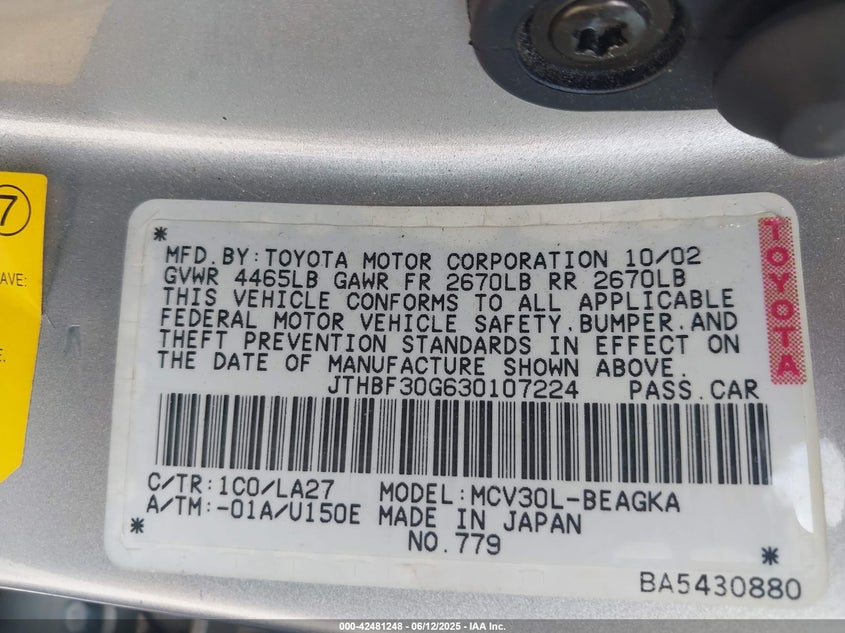 7
AVE:
E.
*
MFD.BY:TOYOTA MOTOR CORPORATION 10/02
GVWR 4465LB GAWR FR 2670LB RR 2670LB
THIS VEHICLE CONFORMS TO ALL APPLICABLE
FEDERAL MOTOR VEHICLE SAFETY,BUMPER,AND
THEFT PREVENTION STANDARDS IN EFFECT ON
THE DATE OF MANUFACTURE SHOWN ABOVE.
JTHBF30G630107224 PASS.CAR
TOYOTA
C/TR:1C0/LA27 MODEL:MCV30L-BEAGKA
A/TM:-01A/U150E MADE IN JAPAN
* NO.779 *
BA5430880
000-42481248 - 06/12/2025 - IAA Inc.